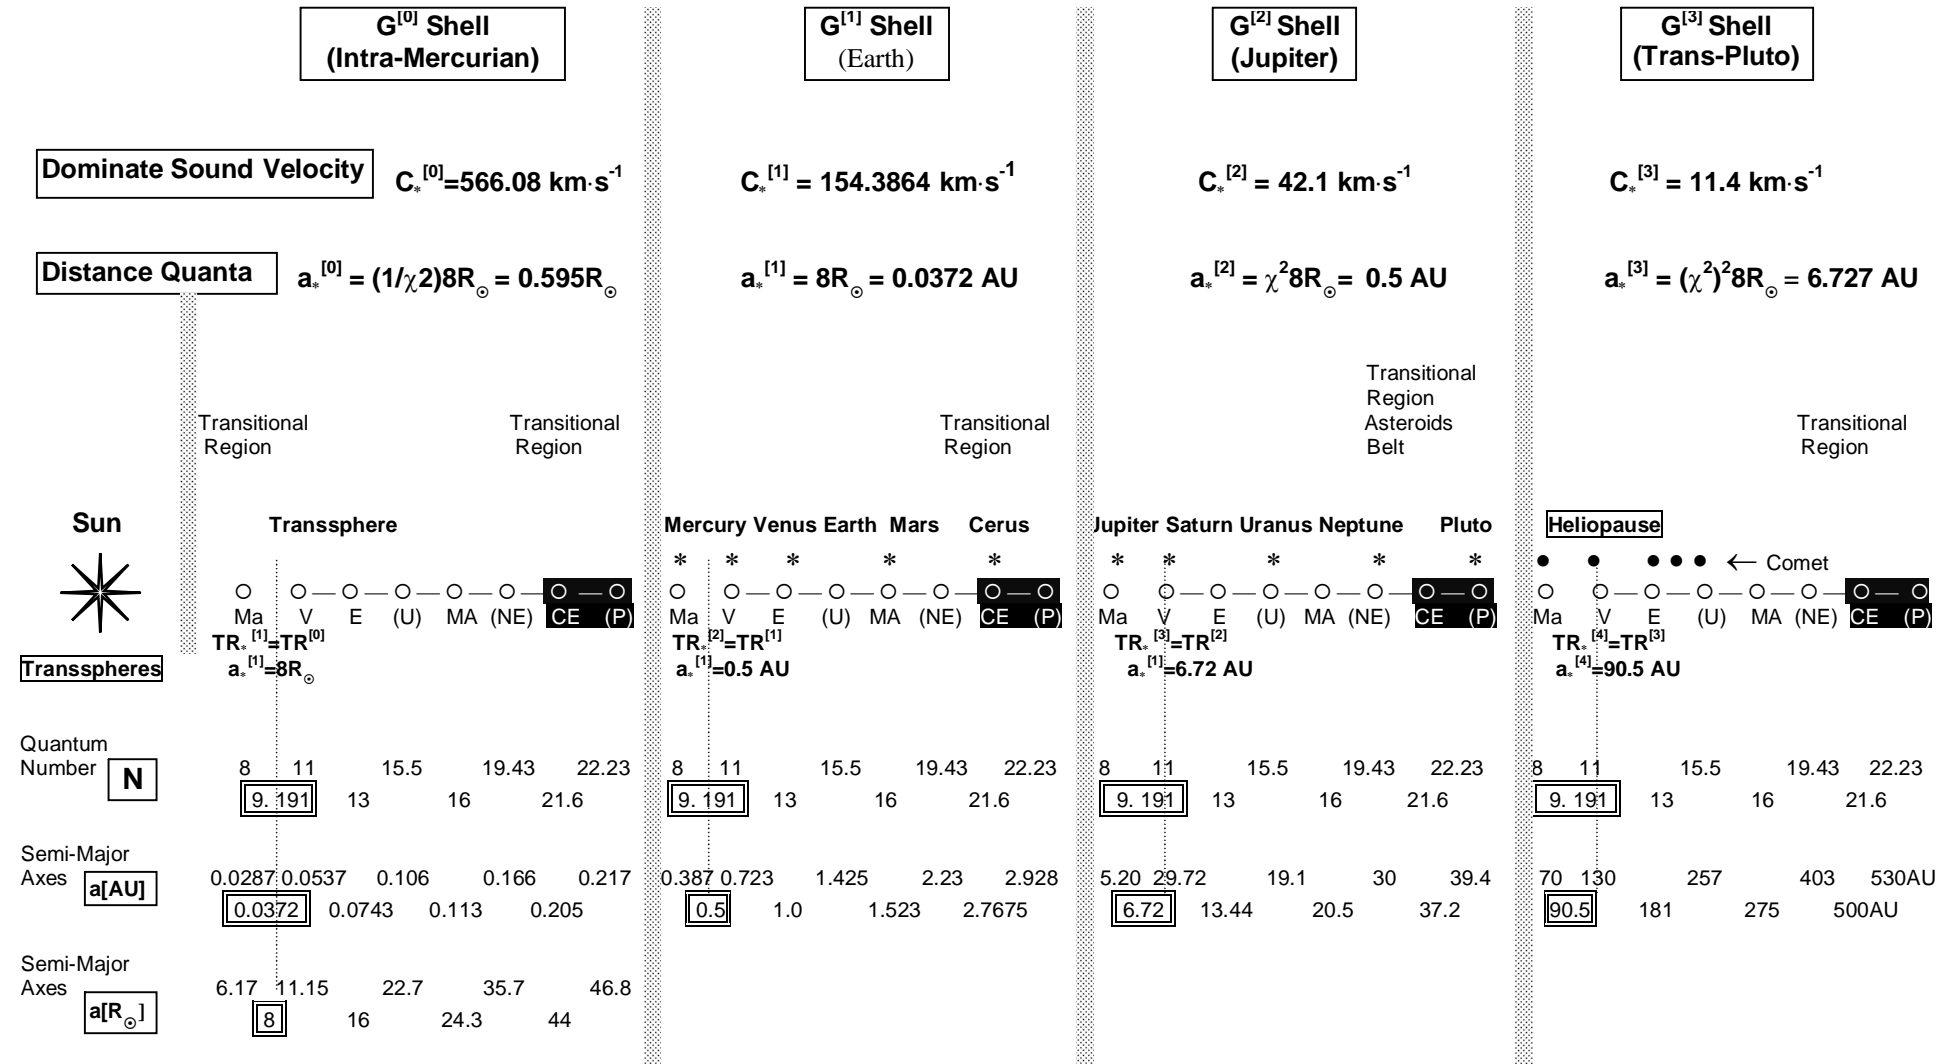 G[0] Shell
(Intra-Mercurian)
G[1] Shell
(Earth)
G[2] Shell
(Jupiter)
G[3] Shell
(Trans-Pluto)
Dominate Sound Velocity
C*[0]=566.08 km·s-1
C*[1] = 154.3864 km·s-1
C*[2] = 42.1 km·s-1
C*[3] = 11.4 km·s-1
Distance Quanta
a*[0] = (1/χ2)8R☉ = 0.595R☉
a*[1] = 8R☉ = 0.0372 AU
a*[2] = χ28R☉= 0.5 AU
a*[3] = (χ2)28R☉ = 6.727 AU
Transitional
Region
Transitional
Region
Transitional
Region
Transitional
Region
Asteroids
Belt
Transitional
Region
Sun
Transsphere
Mercury Venus Earth Mars Cerus
Jupiter Saturn Uranus Neptune Pluto
Heliopause
* * * * *
* * * * *
● ● ● ● ● ← Comet
○ ○ — ○ — ○ — ○ — ○ — ○ — ○
○ ○ — ○ — ○ — ○ — ○ — ○ — ○
○ ○ — ○ — ○ — ○ — ○ — ○ — ○
○ ○ — ○ — ○ — ○ — ○ — ○ — ○
Ma V E (U) MA (NE) CE (P)
Ma V E (U) MA (NE) CE (P)
Ma V E (U) MA (NE) CE (P)
Ma V E (U) MA (NE) CE (P)
TR*[1]=TR[0]
TR*[2]=TR[1]
TR*[3]=TR[2]
TR*[4]=TR[3]
Transspheres
a*[1]=8R☉
a*[1]=0.5 AU
a*[1]=6.72 AU
a*[4]=90.5 AU
Quantum
Number N
8 11 15.5 19.43 22.23
8 11 15.5 19.43 22.23
8 11 15.5 19.43 22.23
8 11 15.5 19.43 22.23
9. 191 13 16 21.6
9. 191 13 16 21.6
9. 191 13 16 21.6
9. 191 13 16 21.6
Semi-Major
Axes a[AU]
0.0287 0.0537 0.106 0.166 0.217
0.387 0.723 1.425 2.23 2.928
5.20 29.72 19.1 30 39.4
70 130 257 403 530AU
0.0372 0.0743 0.113 0.205
0.5 1.0 1.523 2.7675
6.72 13.44 20.5 37.2
90.5 181 275 500AU
Semi-Major
Axes a[R☉]
6.17 11.15 22.7 35.7 46.8
8 16 24.3 44